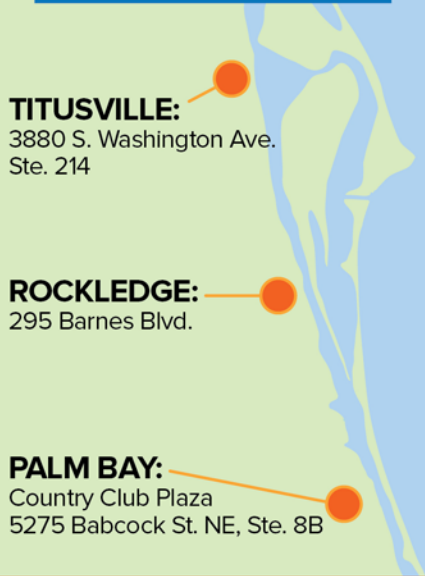 TITUSVILLE:
3880 S. Washington Ave.
Ste. 214
ROCKLEDGE:
295 Barnes Blvd.
PALM BAY:
Country Club Plaza
5275 Babcock St. NE, Ste. 8B